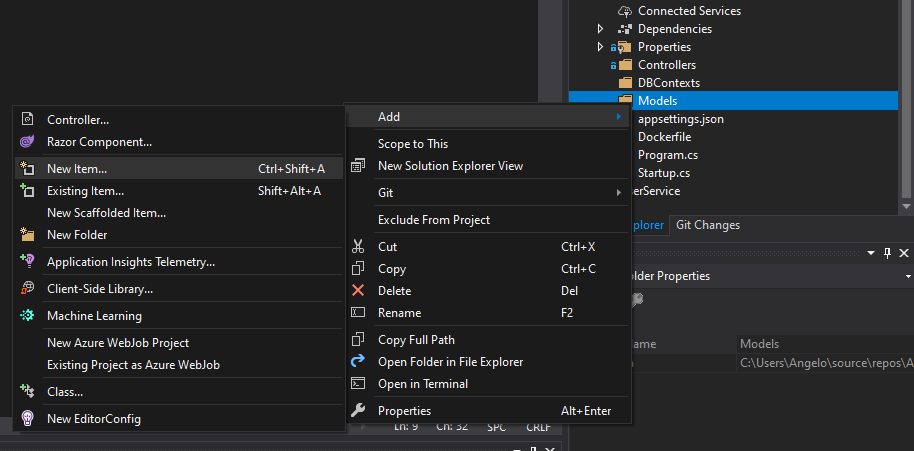 Connected Services
Dependencies
Properties
Controllers
DBContexts
Models
appsettings.json
Dockerfile
Program.cs
Startup.cs
Git Changes
Controller...
Razor Component...
New Item... Ctrl+Shift+A
Existing Item... Shift+Alt+A
New Scaffolded Item...
New Folder
Application Insights Telemetry...
Client-Side Library...
Machine Learning
New Azure WebJob Project
Existing Project as Azure WebJob
Class...
New EditorConfig
Add
Scope to This
New Solution Explorer View
Git
Exclude From Project
Cut Ctrl+X
Copy Ctrl+C
Delete Del
Rename F2
Copy Full Path
Open Folder in File Explorer
Open in Terminal
Properties Alt+Enter
Properties
Models
C:\Users\Angelo\source\repos\A
Ln: 9 Ch: 32 SPC CRLF